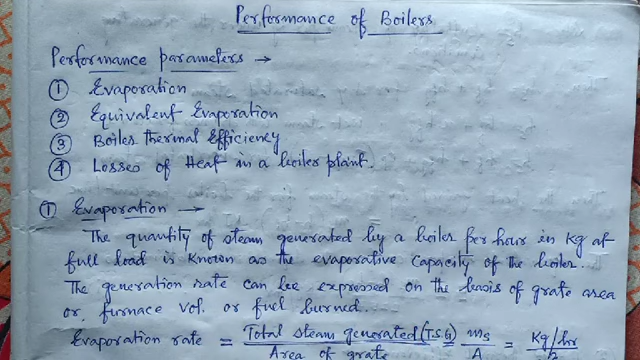 Performance of Boilers
Performance parameters →
① Evaporation
② Equivalent Evaporation
③ Boiler thermal Efficiency
④ Losses of Heat in a boiler plant.
① Evaporation →
The quantity of steam generated by a boiler per hour in Kg at
full load is known as the evaporative capacity of the boiler.
The generation rate can be expressed on the basis of grate area
or, furnace vol. or fuel burned...
Evaporation rate = Total steam generated (T.S.G) / Area of grate = ms / A = Kg/hr